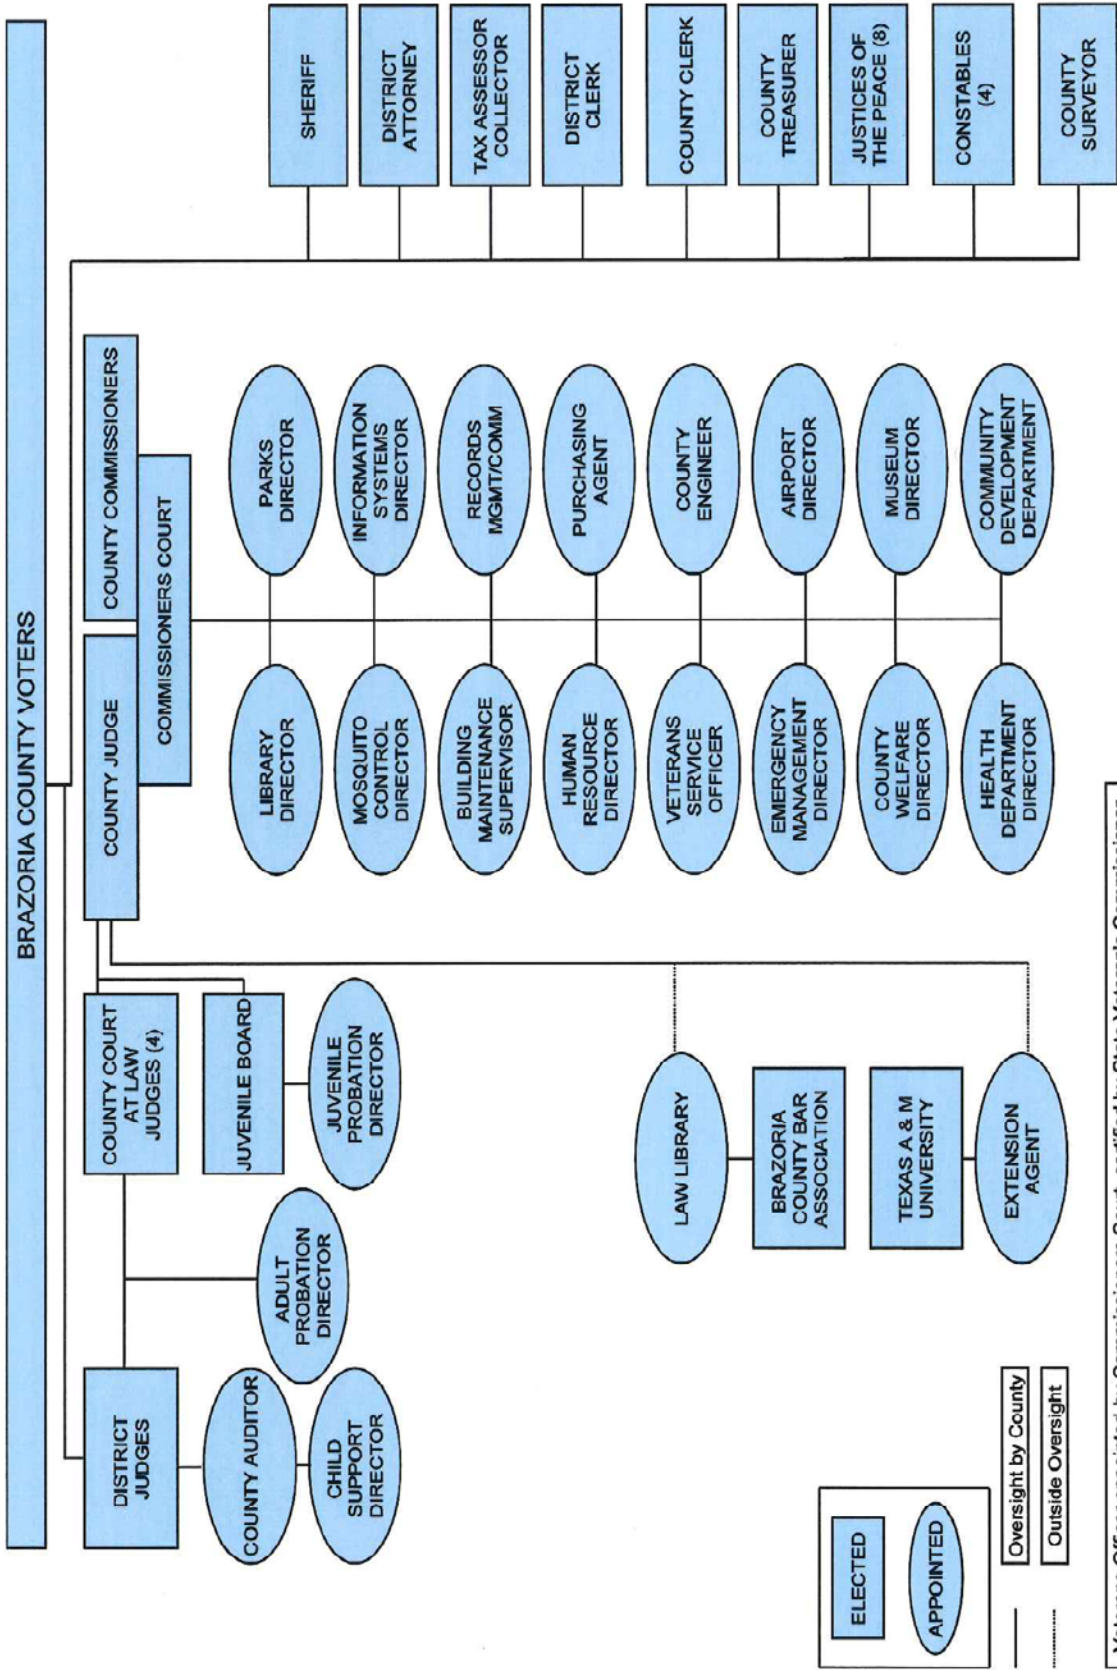 BRAZORIA COUNTY VOTERS
DISTRICT
JUDGES
COUNTY AUDITOR
CHILD
SUPPORT
DIRECTOR
ADULT
PROBATION
DIRECTOR
COUNTY COURT
AT LAW
JUDGES (4)
JUVENILE BOARD
JUVENILE
PROBATION
DIRECTOR
COUNTY JUDGE
COUNTY COMMISSIONERS
COMMISSIONERS COURT
LIBRARY
DIRECTOR
PARKS
DIRECTOR
MOSQUITO
CONTROL
DIRECTOR
INFORMATION
SYSTEMS
DIRECTOR
BUILDING
MAINTENANCE
SUPERVISOR
RECORDS
MGMT/COMM
HUMAN
RESOURCE
DIRECTOR
PURCHASING
AGENT
VETERANS
SERVICE
OFFICER
COUNTY
ENGINEER
EMERGENCY
MANAGEMENT
DIRECTOR
AIRPORT
DIRECTOR
COUNTY
WELFARE
DIRECTOR
MUSEUM
DIRECTOR
HEALTH
DEPARTMENT
DIRECTOR
COMMUNITY
DEVELOPMENT
DEPARTMENT
SHERIFF
DISTRICT
ATTORNEY
TAX ASSESSOR
COLLECTOR
DISTRICT
CLERK
COUNTY CLERK
COUNTY
TREASURER
JUSTICES OF
THE PEACE (8)
CONSTABLES
(4)
COUNTY
SURVEYOR
LAW LIBRARY
BRAZORIA
COUNTY BAR
ASSOCIATION
TEXAS A & M
UNIVERSITY
EXTENSION
AGENT
ELECTED
APPOINTED
Oversight by County
Outside Oversight